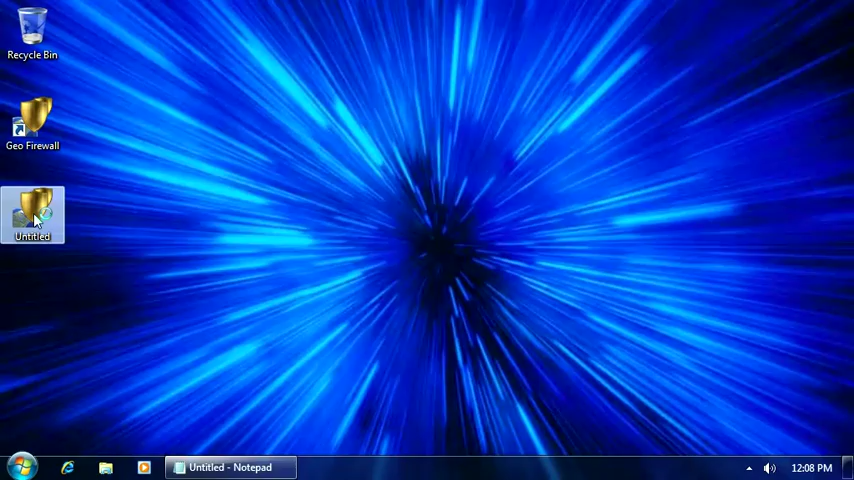 Recycle Bin
Geo Firewall
Untitled
Untitled - Notepad
12:08 PM